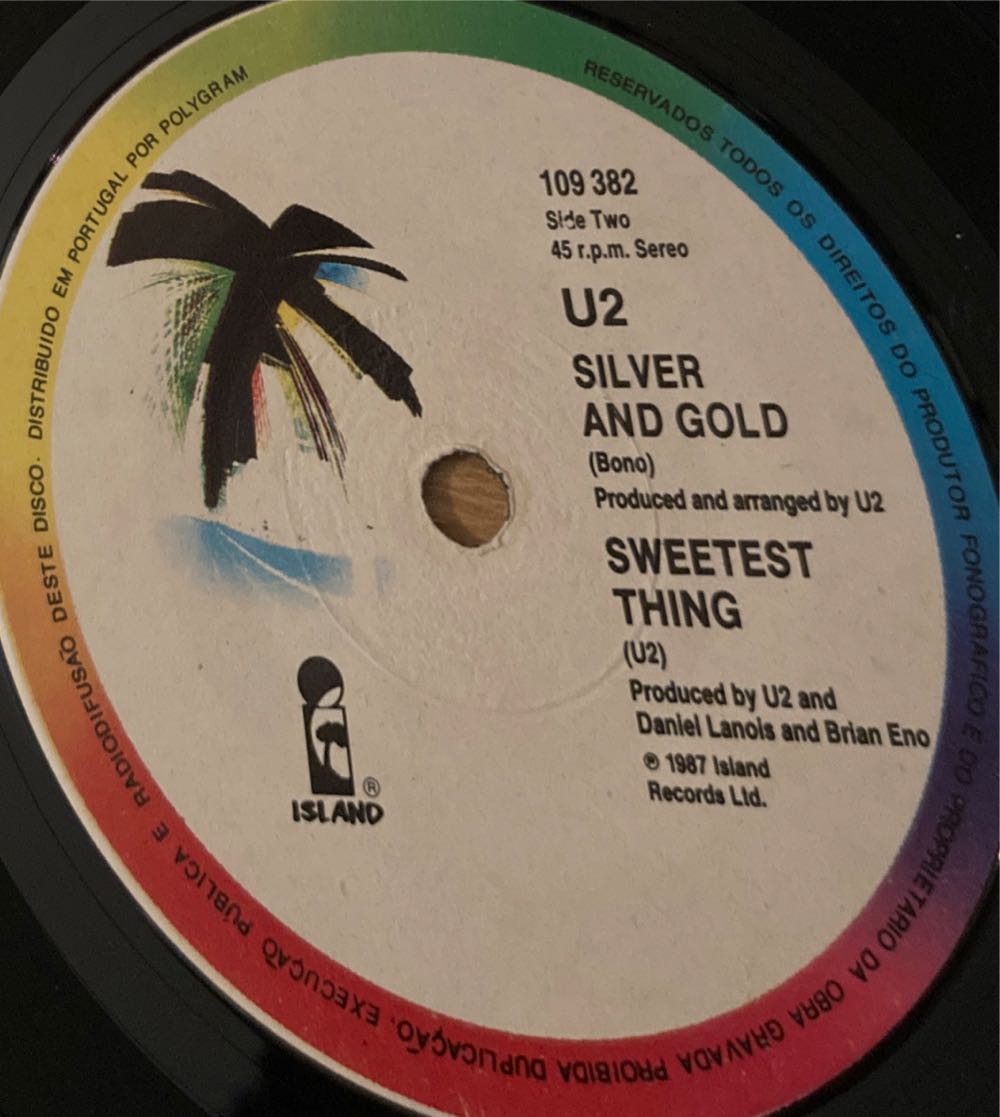 RESERVADOS TODOS OS DIREITOS DO PRODUTOR FONOGRAFICO E DO PROPRIETARIO DA OBRA GRAVADA PROIBIDA DUPLICAÇÃO, EXECUÇÃO PÚBLICA E RADIODIFUSÃO DESTE DISCO· DISTRIBUIDO EM PORTUGAL POR POLYGRAM
109 382
Side Two
45 r.p.m. Sereo
U2
SILVER
AND GOLD
(Bono)
Produced and arranged by U2
SWEETEST
THING
(U2)
Produced by U2 and
Daniel Lanois and Brian Eno
℗ 1987 Island
Records Ltd.
®
ISLAND